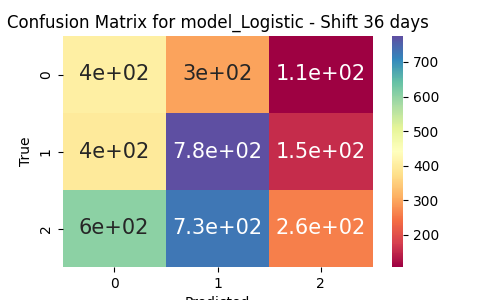 Confusion Matrix for model_Logistic - Shift 36 days
True
0 4e+02 3e+02 1.1e+02
1 4e+02 7.8e+02 1.5e+02
2 6e+02 7.3e+02 2.6e+02
0 1 2
Predicted
700
600
500
400
300
200